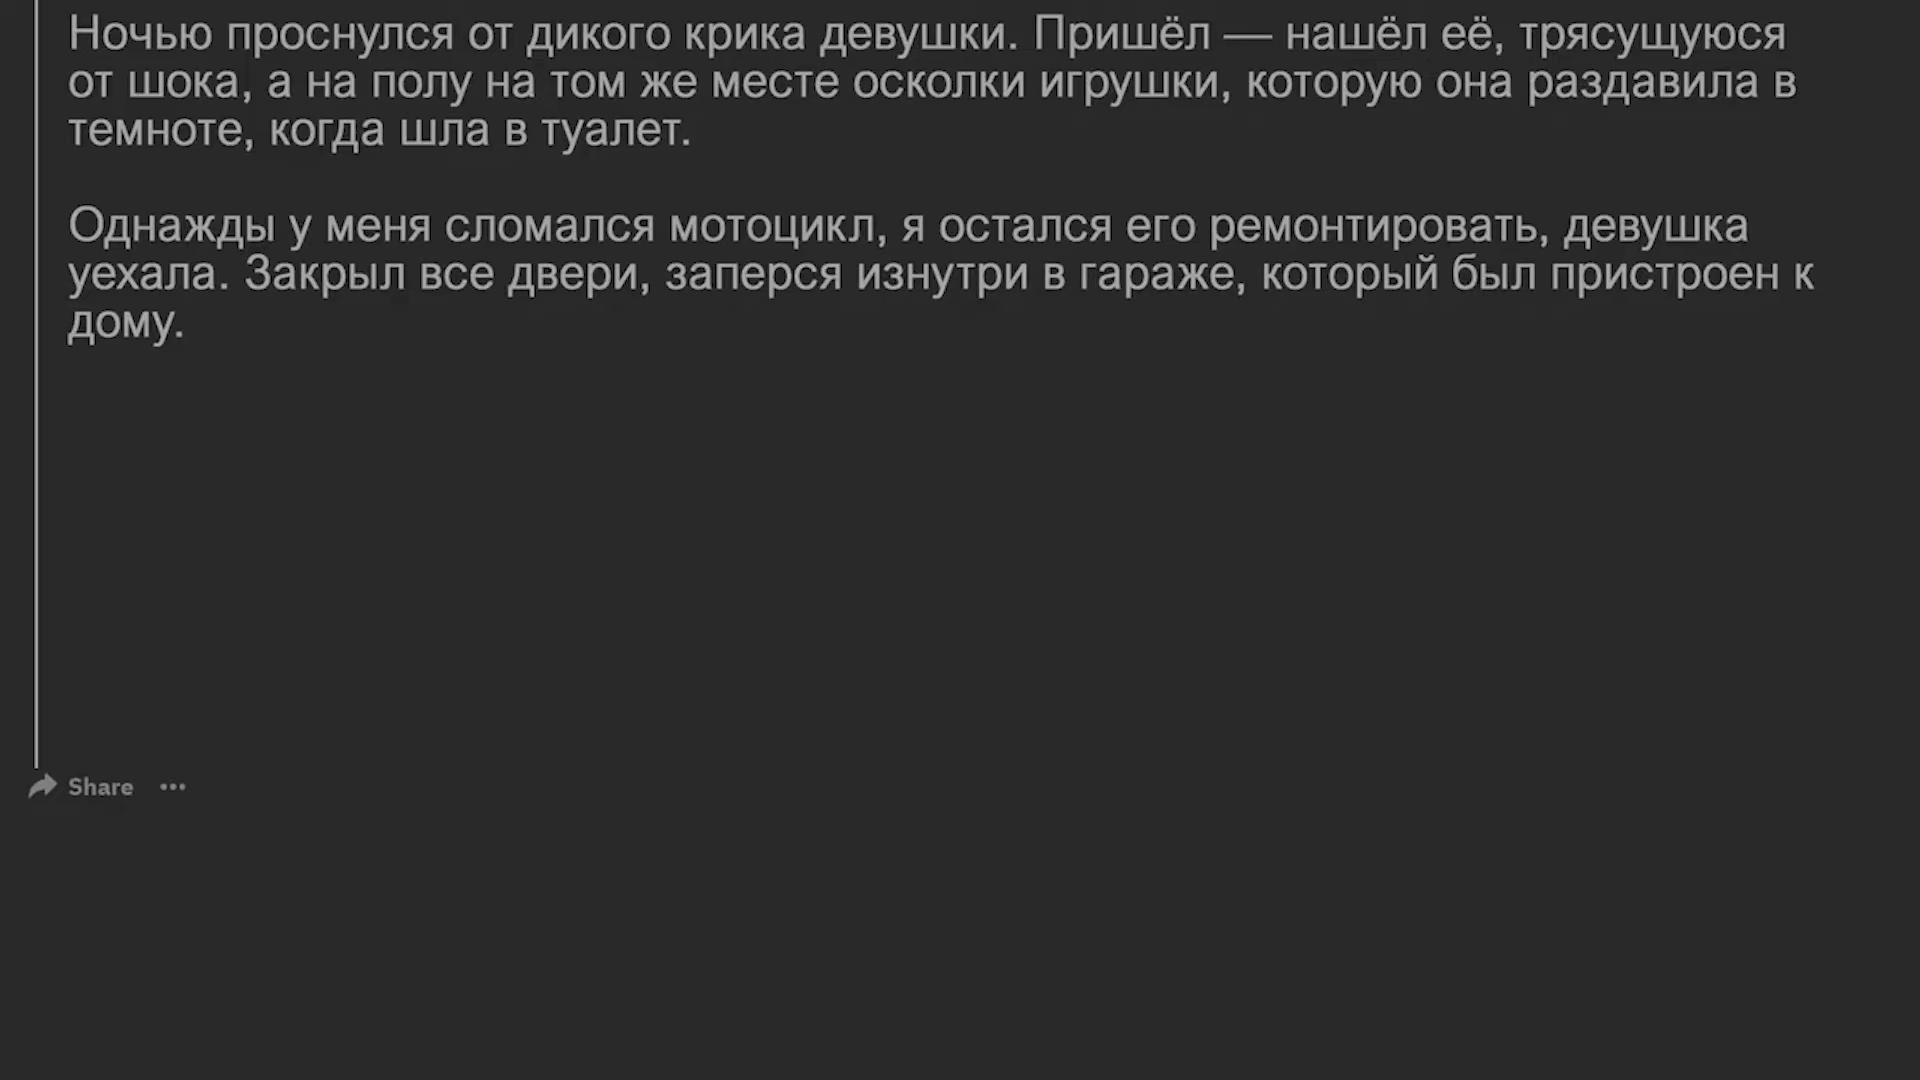 Ночью проснулся от дикого крика девушки. Пришёл — нашёл её, трясущуюся
от шока, а на полу на том же месте осколки игрушки, которую она раздавила в
темноте, когда шла в туалет.
Однажды у меня сломался мотоцикл, я остался его ремонтировать, девушка
уехала. Закрыл все двери, заперся изнутри в гараже, который был пристроен к
дому.
Share